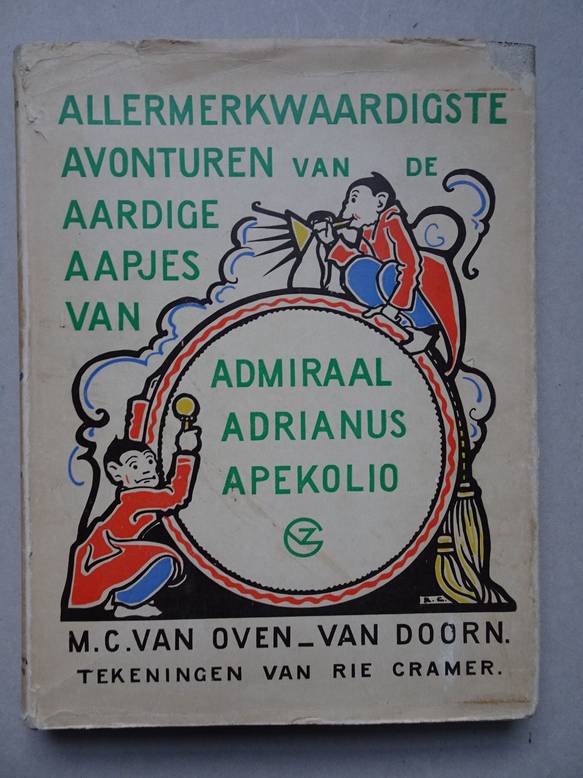 ALLERMERKWAARDIGSTE
AVONTUREN VAN DE
AARDIGE
AAPJES
VAN
ADMIRAAL
ADRIANUS
APEKOLIO
R.C.
M.C. VAN OVEN_VAN DOORN.
TEKENINGEN VAN RIE CRAMER.